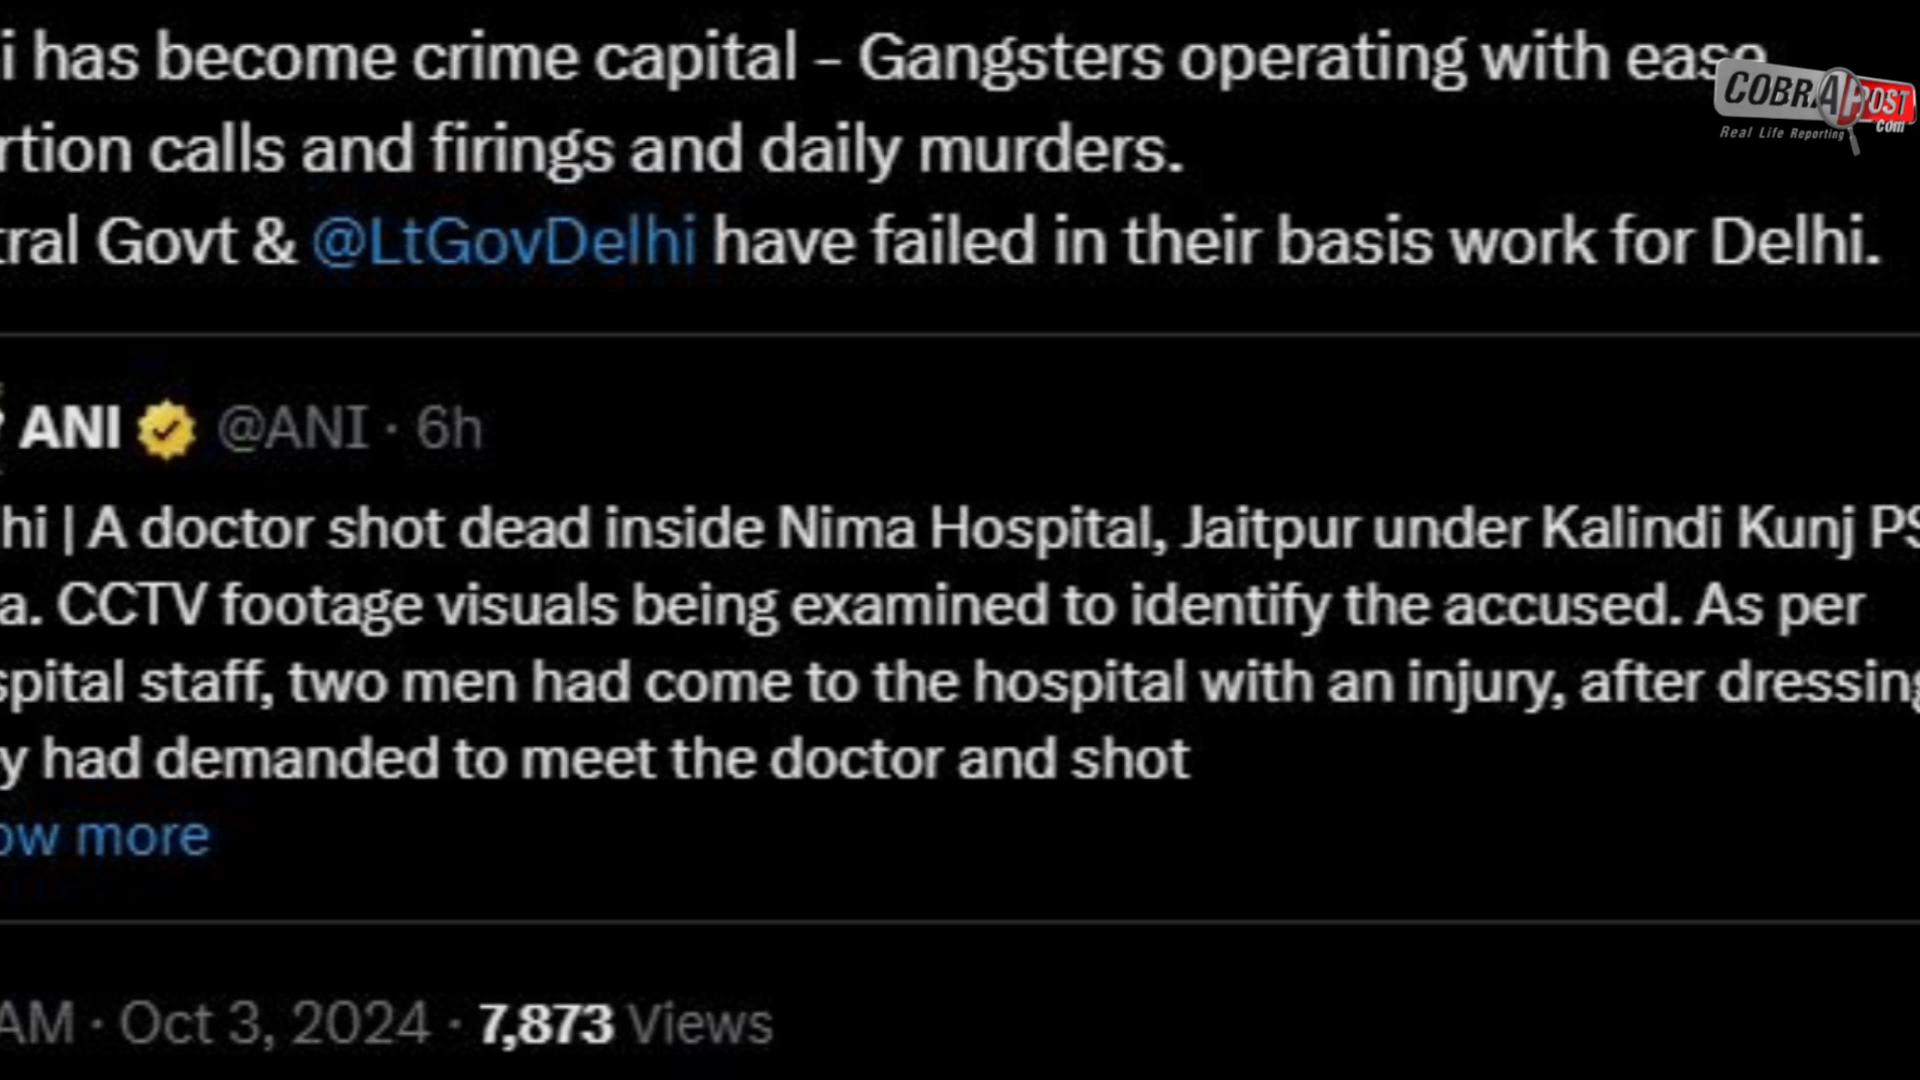 i has become crime capital – Gangsters operating with ease
rtion calls and firings and daily murders.
tral Govt & @LtGovDelhi have failed in their basis work for Delhi.
COBRAPOST
.com
Real Life Reporting
ANI @ANI · 6h
hi | A doctor shot dead inside Nima Hospital, Jaitpur under Kalindi Kunj PS
a. CCTV footage visuals being examined to identify the accused. As per
spital staff, two men had come to the hospital with an injury, after dressing
y had demanded to meet the doctor and shot
ow more
AM · Oct 3, 2024 · 7,873 Views